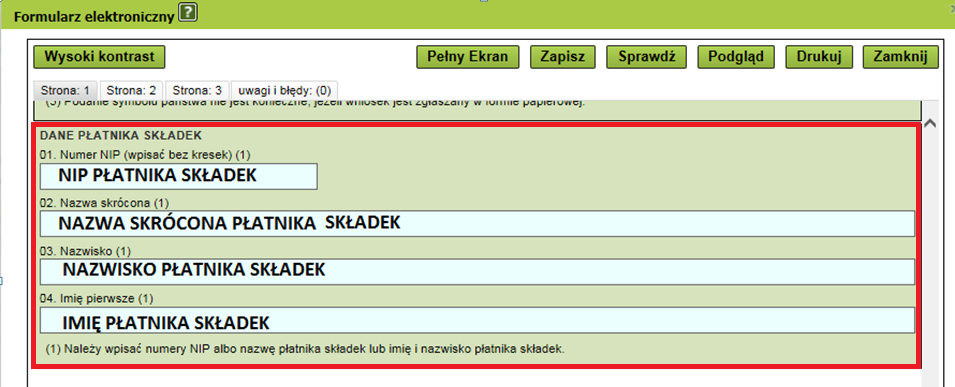 Formularz elektroniczny ?
Wysoki kontrast Pełny Ekran Zapisz Sprawdź Podgląd Drukuj Zamknij
Strona: 1 Strona: 2 Strona: 3 uwagi i błędy: (0)
(3) Podanie symbolu państwa nie jest konieczne, jeżeli wniosek jest zgłaszany w formie papierowej.
DANE PŁATNIKA SKŁADEK
01. Numer NIP (wpisać bez kresek) (1)
NIP PŁATNIKA SKŁADEK
02. Nazwa skrócona (1)
NAZWA SKRÓCONA PŁATNIKA SKŁADEK
03. Nazwisko (1)
NAZWISKO PŁATNIKA SKŁADEK
04. Imię pierwsze (1)
IMIĘ PŁATNIKA SKŁADEK
(1) Należy wpisać numery NIP albo nazwę płatnika składek lub imię i nazwisko płatnika składek.